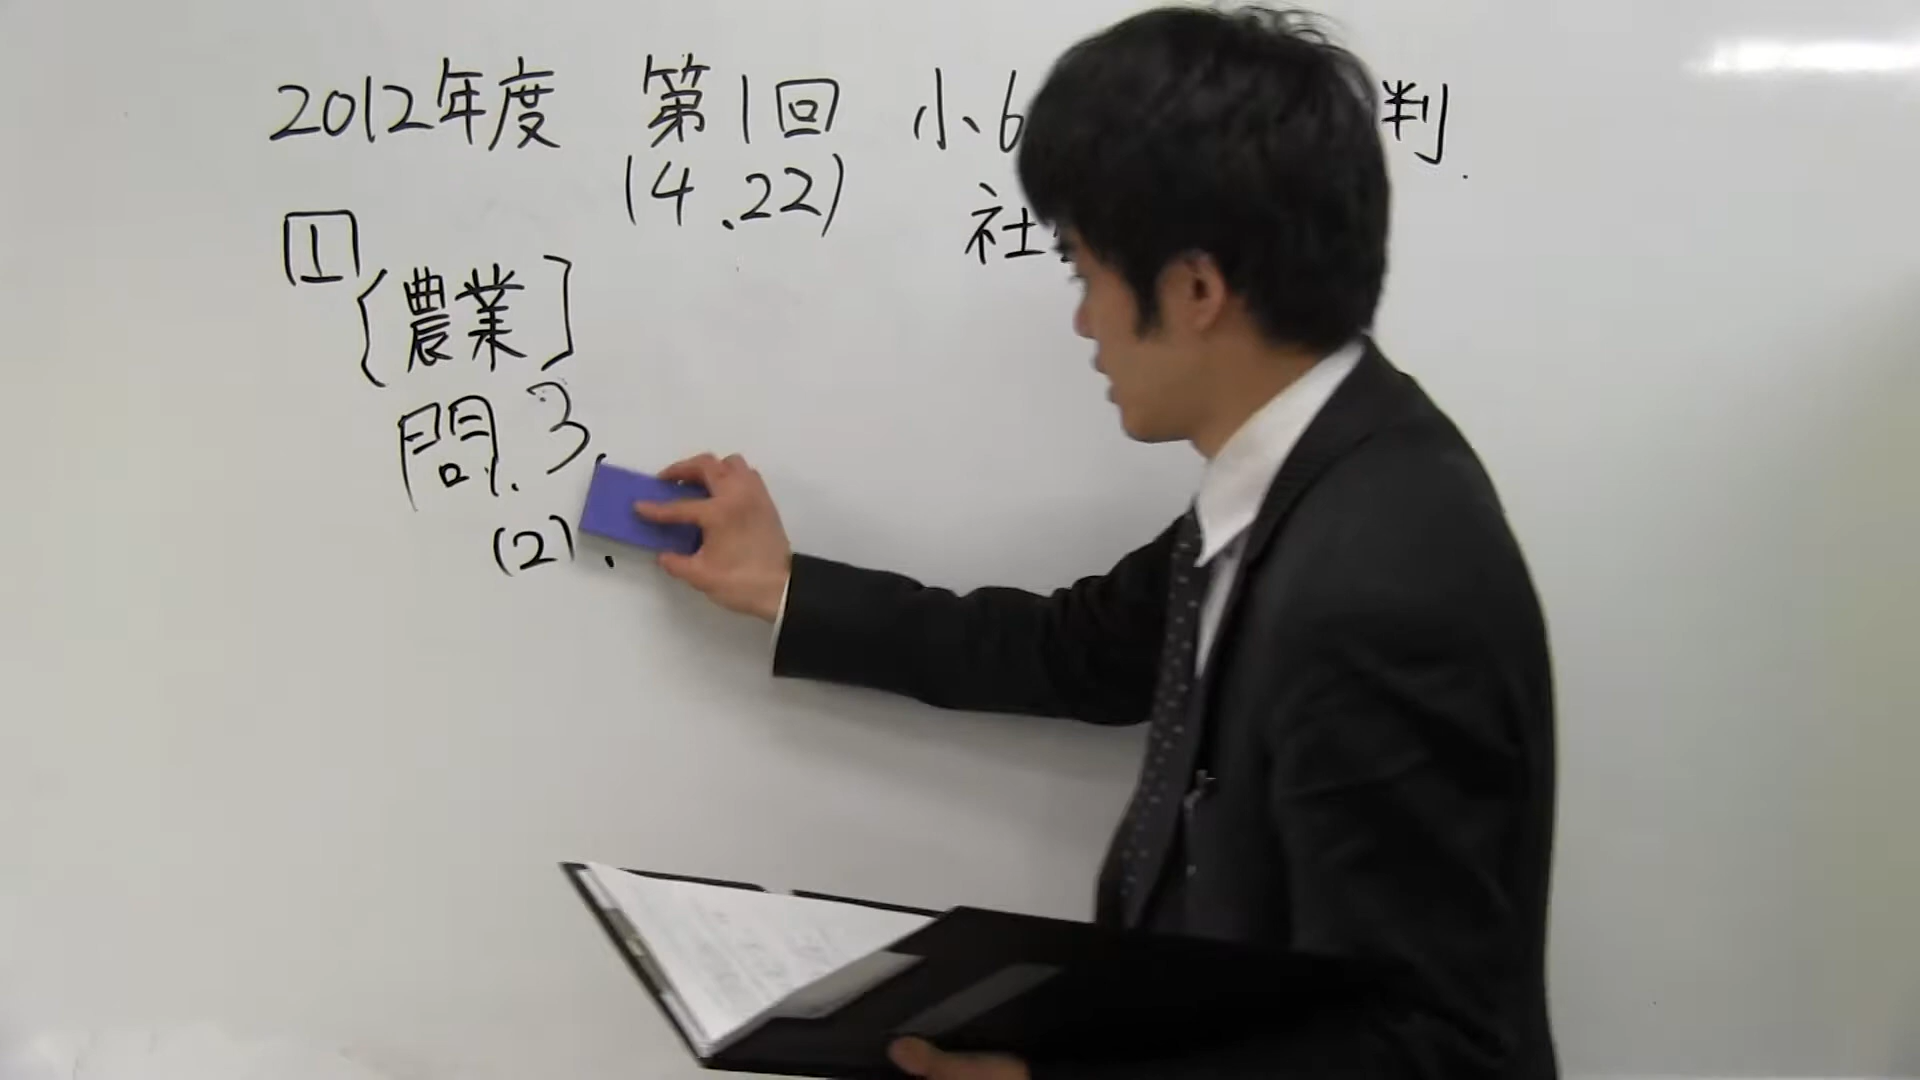 2012年度 第1回 小6 判
(4.22) 社
1
[農業]
問.3.
(2).